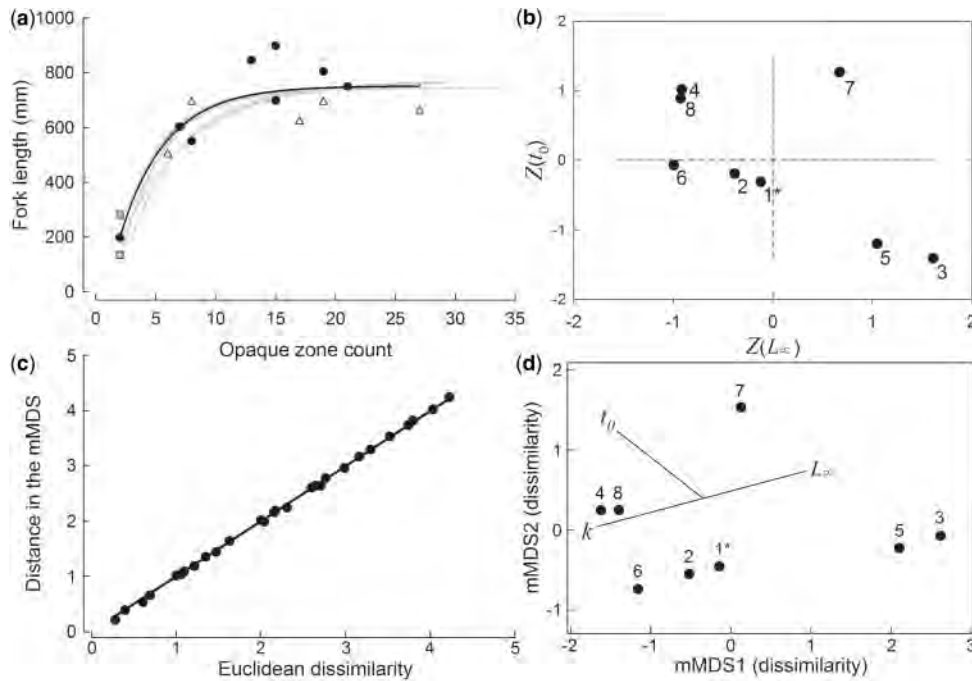 (a)
Fork length (mm)
1000
800
600
400
200
0
0 5 10 15 20 25 30 35
Opaque zone count
(b)
Z(t0)
2
1
0
-1
-2
4
8
7
6
2
1*
5
3
-2 -1 0 1 2
Z(L∞)
(c)
Distance in the mMDS
5
4
3
2
1
0
0 1 2 3 4 5
Euclidean dissimilarity
(d)
mMDS2 (dissimilarity)
2
1
0
-1
7
t0
L∞
4 8
k
3
5
6
2
1*
-2 -1 0 1 2 3
mMDS1 (dissimilarity)